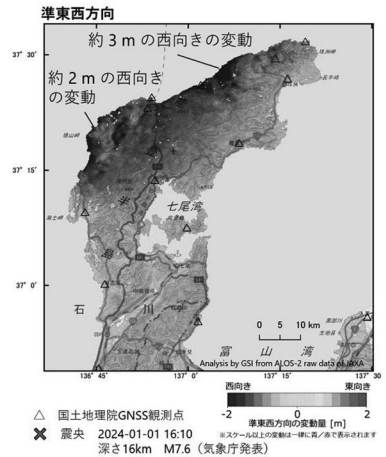 準東西方向
約3mの西向きの変動
約2mの西向き
の変動
37° 30'
37° 15'
37° 0'
七尾湾
石
川
富 山 湾
0 5 10 km
Analysis by GSI from ALOS-2 raw data of JAXA
136° 45' 137° 0' 137° 15' 137° 30'
△ 国土地理院GNSS観測点
震央 2024-01-01 16:10
深さ16km M7.6（気象庁発表）
西向き 東向き
-2 0 2
準東西方向の変動量 [m]
※スケール以上の変動は一律に青／赤で表示されます